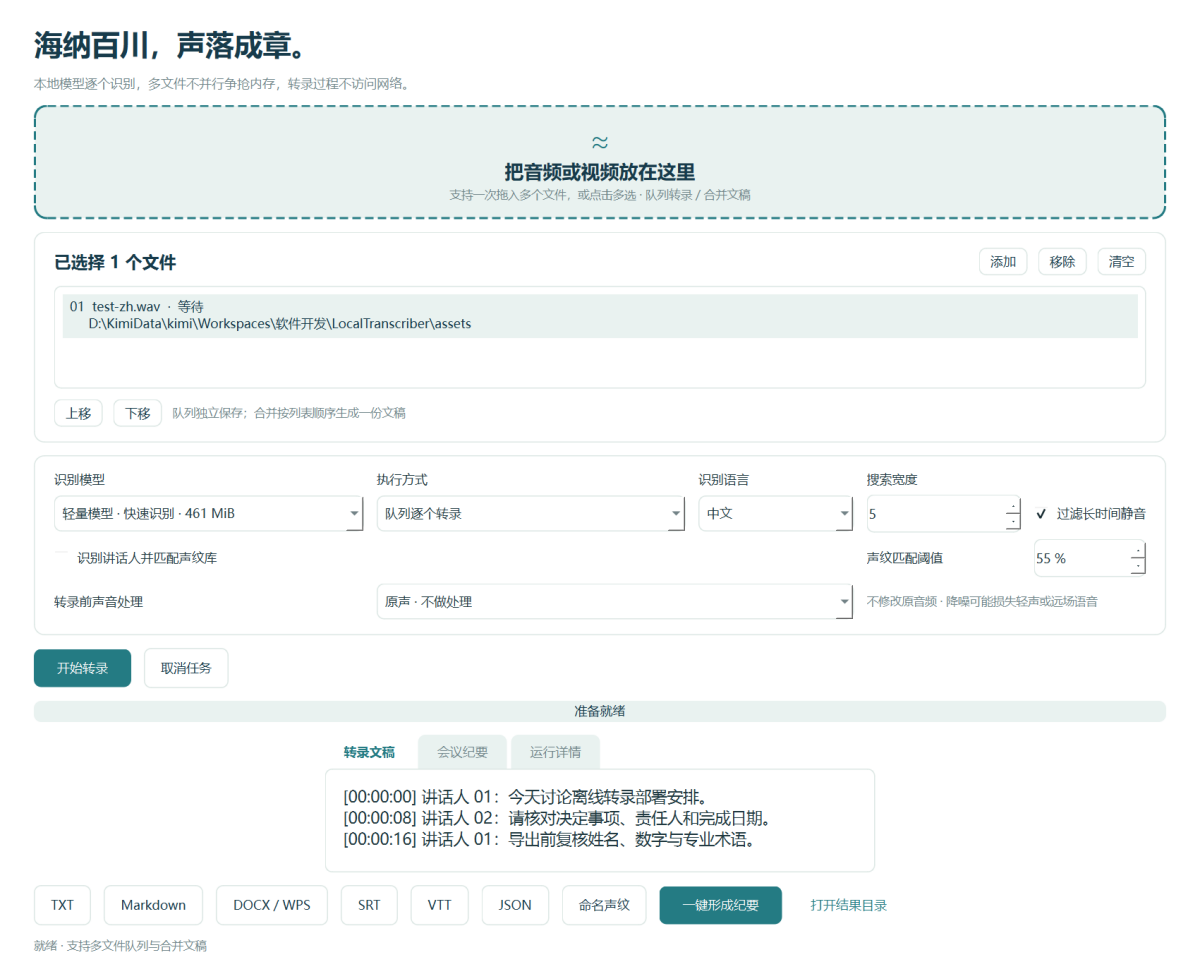 海纳百川，声落成章。
本地模型逐个识别，多文件不并行争抢内存，转录过程不访问网络。
≈
把音频或视频放在这里
支持一次拖入多个文件，或点击多选 · 队列转录 / 合并文稿
已选择 1 个文件
添加 移除 清空
01 test-zh.wav · 等待
D:\KimiData\kimi\Workspaces\软件开发\LocalTranscriber\assets
上移 下移 队列独立保存；合并按列表顺序生成一份文稿
识别模型 执行方式 识别语言 搜索宽度
轻量模型 · 快速识别 · 461 MiB 队列逐个转录 中文 5 ✓ 过滤长时间静音
识别讲话人并匹配声纹库 声纹匹配阈值 55 %
转录前声音处理 原声 · 不做处理 不修改原音频 · 降噪可能损失轻声或远场语音
开始转录 取消任务
准备就绪
转录文稿 会议纪要 运行详情
[00:00:00] 讲话人 01：今天讨论离线转录部署安排。
[00:00:08] 讲话人 02：请核对决定事项、责任人和完成日期。
[00:00:16] 讲话人 01：导出前复核姓名、数字与专业术语。
TXT Markdown DOCX / WPS SRT VTT JSON 命名声纹 一键形成纪要 打开结果目录
就绪 · 支持多文件队列与合并文稿